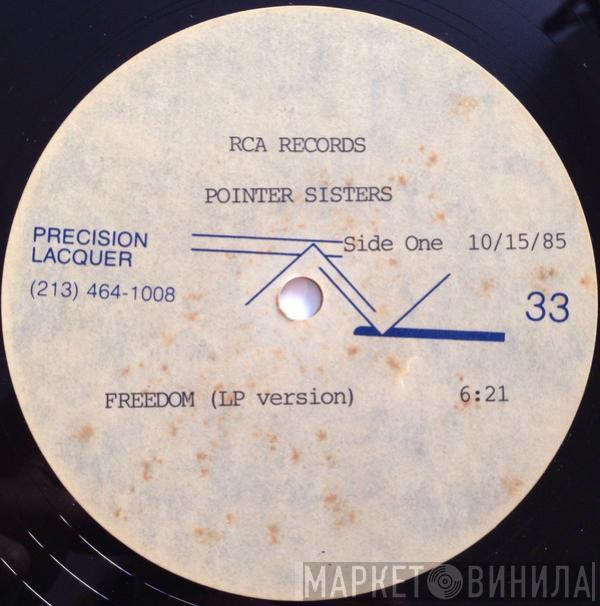 RCA RECORDS
POINTER SISTERS
PRECISION
LACQUER
(213) 464-1008
Side One 10/15/85
33
FREEDOM (LP version) 6:21
МАРКЕТ ВИНИЛА